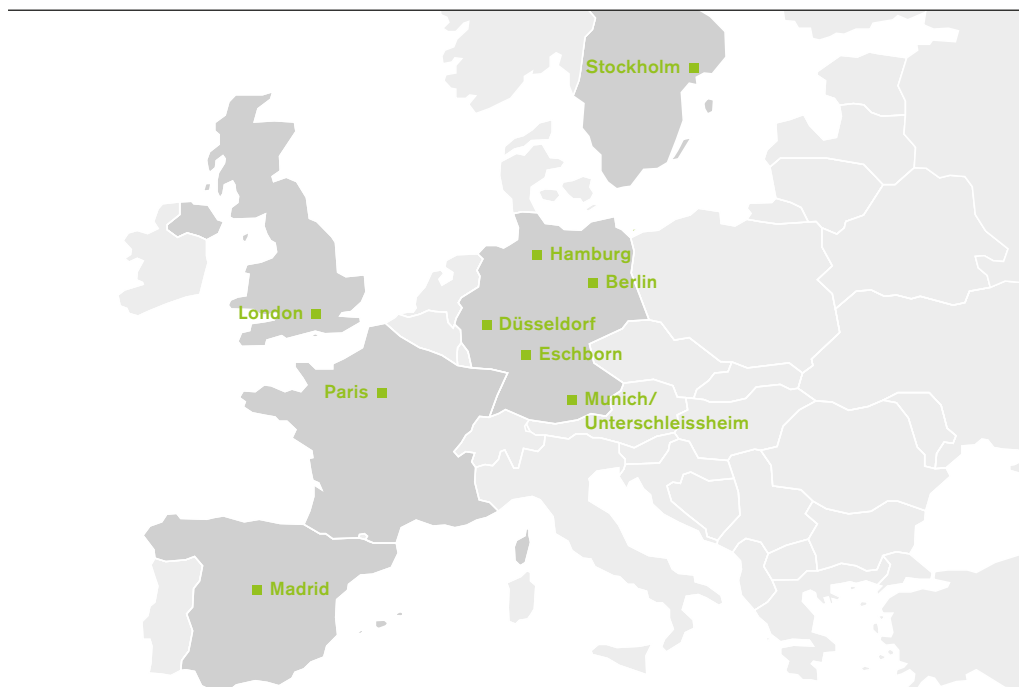 Stockholm
Hamburg
Berlin
London
Düsseldorf
Eschborn
Paris
Munich/
Unterschleissheim
Madrid